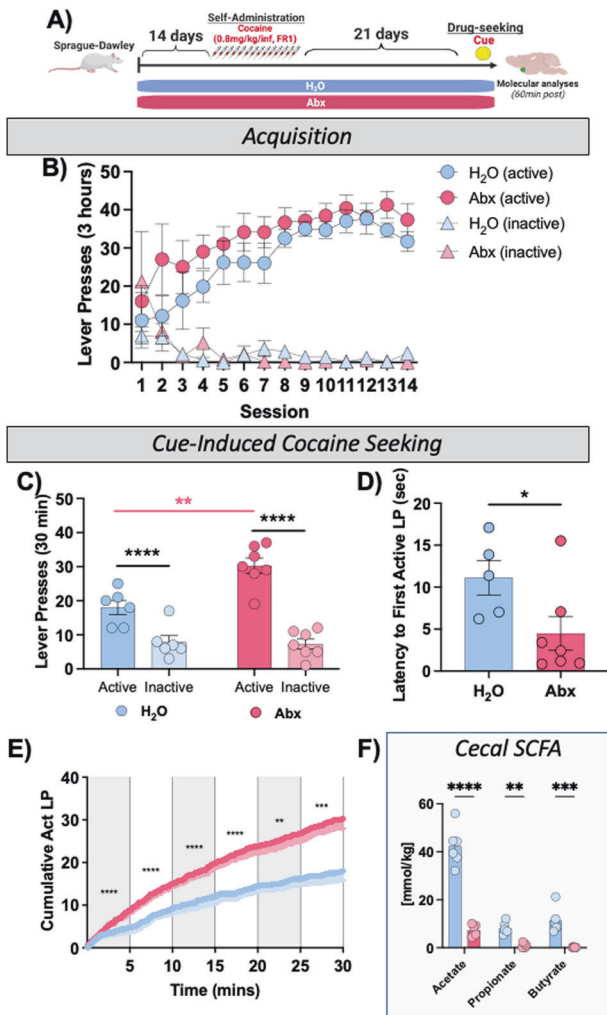 A)
Sprague-Dawley
14 days
Self-Administration
Cocaine
(0.8mg/kg/inf, FR1)
21 days
Drug-seeking
Cue
H2O
Abx
Molecular analyses
(60min post)
Acquisition
B)
Lever Presses (3 hours)
50
40
30
20
10
0
1 2 3 4 5 6 7 8 9 10 11 12 13 14
Session
H2O (active)
Abx (active)
H2O (inactive)
Abx (inactive)
Cue-Induced Cocaine Seeking
C)
Lever Presses (30 min)
50
40
30
20
10
0
**
****
****
Active Inactive Active Inactive
H2O Abx
D)
Latency to First Active LP (sec)
20
15
10
5
0
*
H2O Abx
E)
Cumulative Act LP
40
30
20
10
0
**** **** **** **** ** ***
5 10 15 20 25 30
Time (mins)
F)
Cecal SCFA
[mmol/kg]
60
40
20
0
**** ** ***
Acetate
Propionate
Butyrate